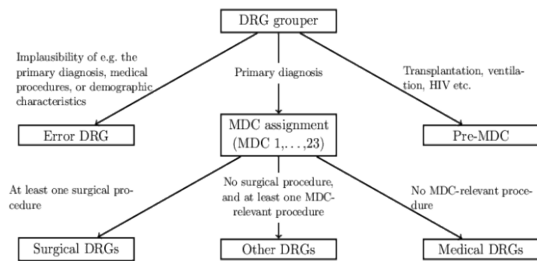 DRG grouper
Implausibility of e.g. the
primary diagnosis, medical
procedures, or demographic
characteristics
Primary diagnosis
Transplantation, ventila-
tion, HIV etc.
Error DRG
MDC assignment
(MDC 1,...,23)
Pre-MDC
At least one surgical pro-
cedure
No surgical procedure,
and at least one MDC-
relevant procedure
No MDC-relevant proce-
dure
Surgical DRGs
Other DRGs
Medical DRGs